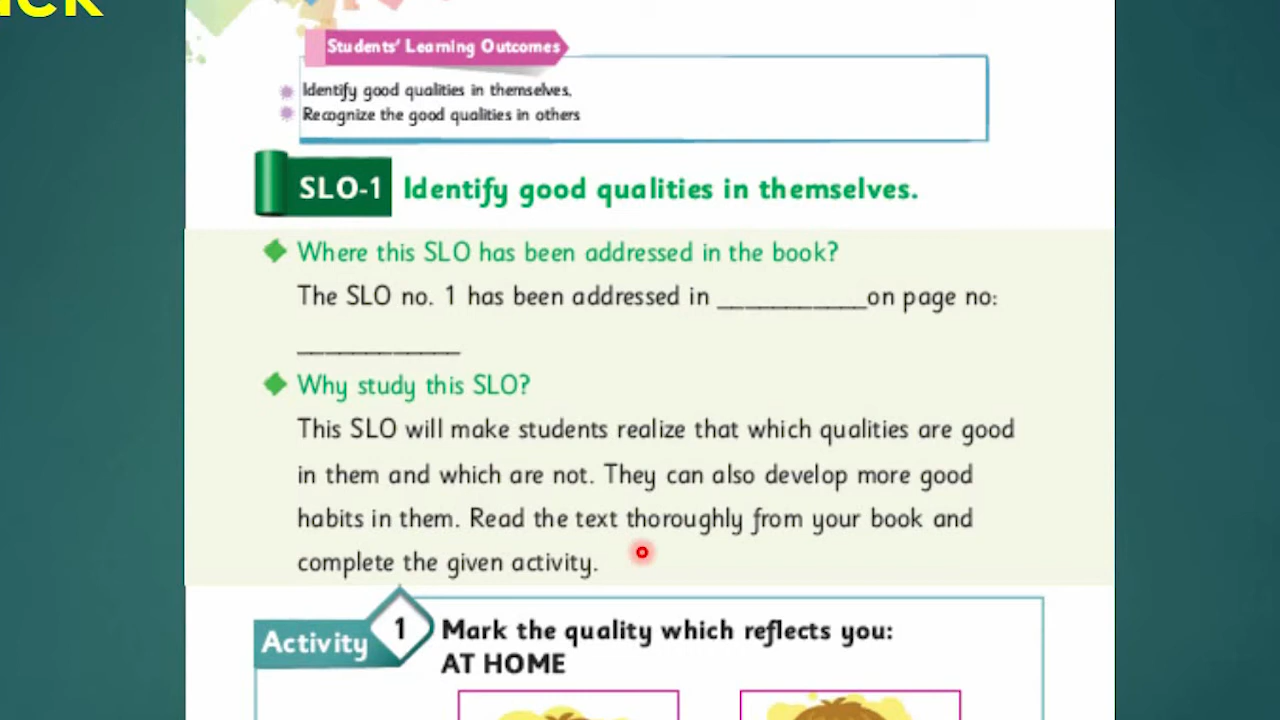 Students' Learning Outcomes
Identify good qualities in themselves.
Recognize the good qualities in others
SLO-1 Identify good qualities in themselves.
Where this SLO has been addressed in the book?
The SLO no. 1 has been addressed in ___________on page no:
____________
Why study this SLO?
This SLO will make students realize that which qualities are good
in them and which are not. They can also develop more good
habits in them. Read the text thoroughly from your book and
complete the given activity.
Activity 1 Mark the quality which reflects you:
AT HOME